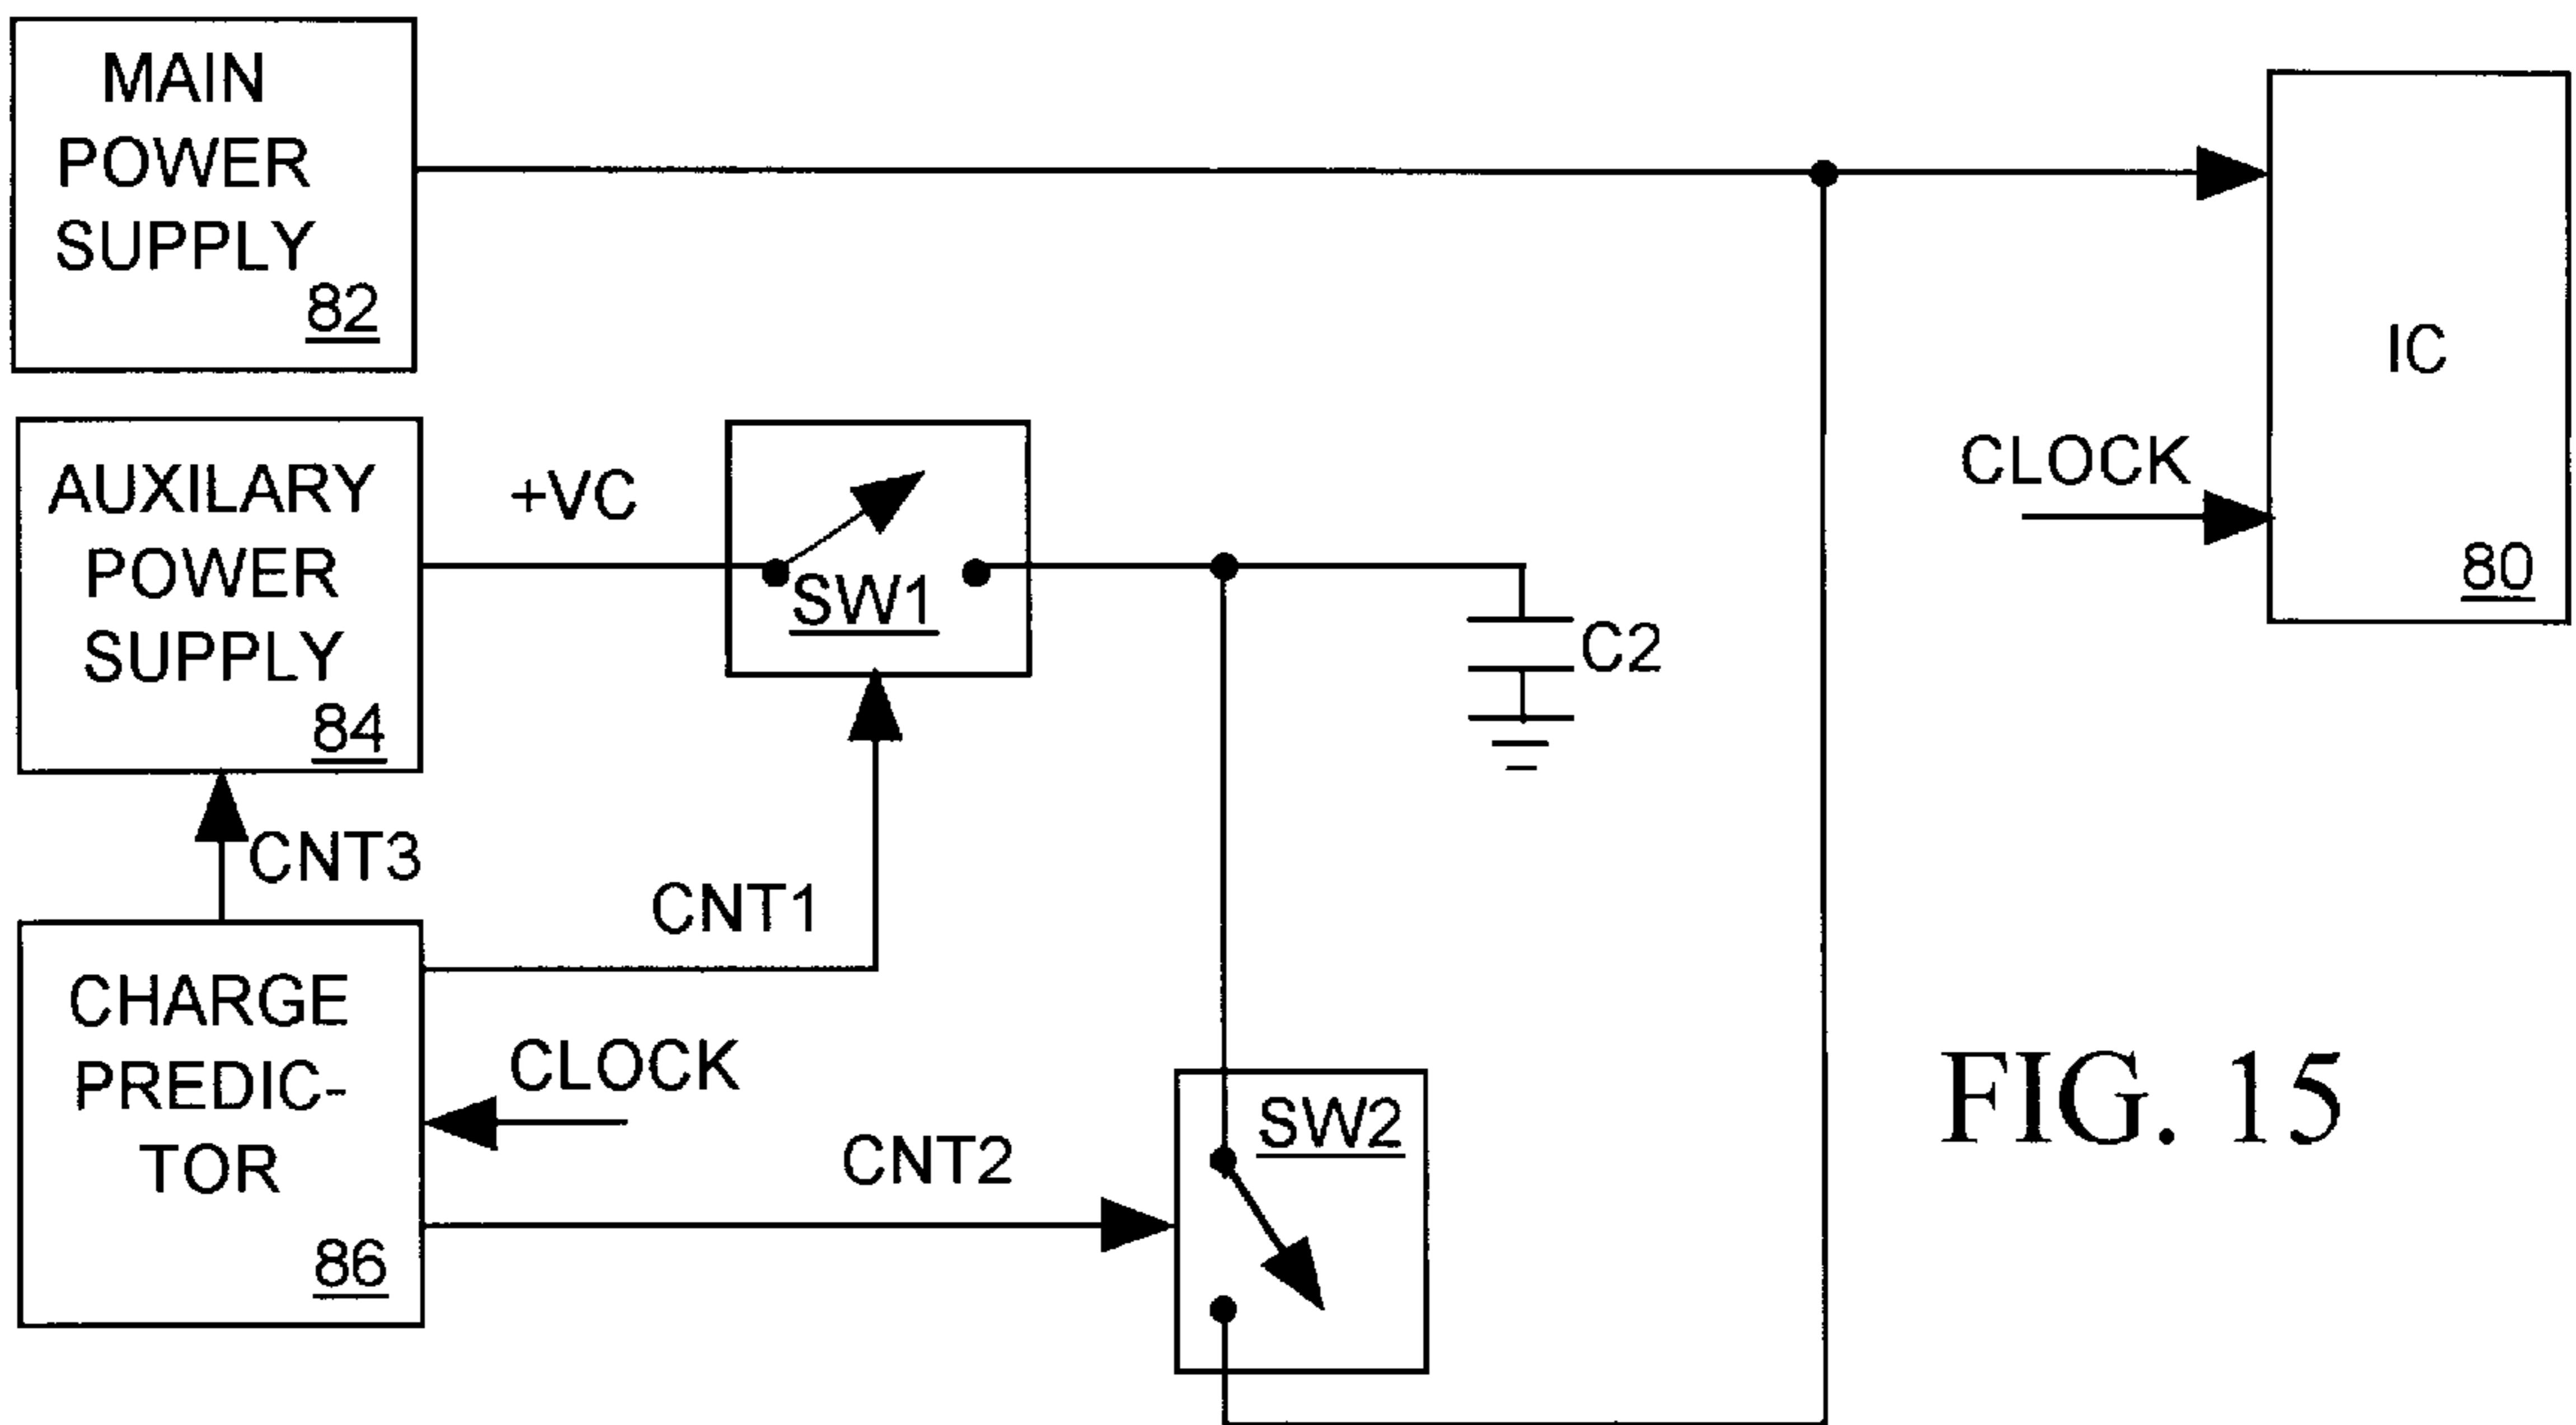 MAIN
POWER
SUPPLY
82
IC
80
CLOCK
AUXILARY
POWER
SUPPLY
84
+VC
SW1
C2
CNT3
CNT1
CHARGE
PREDIC-
TOR
86
CLOCK
CNT2
SW2
FIG. 15